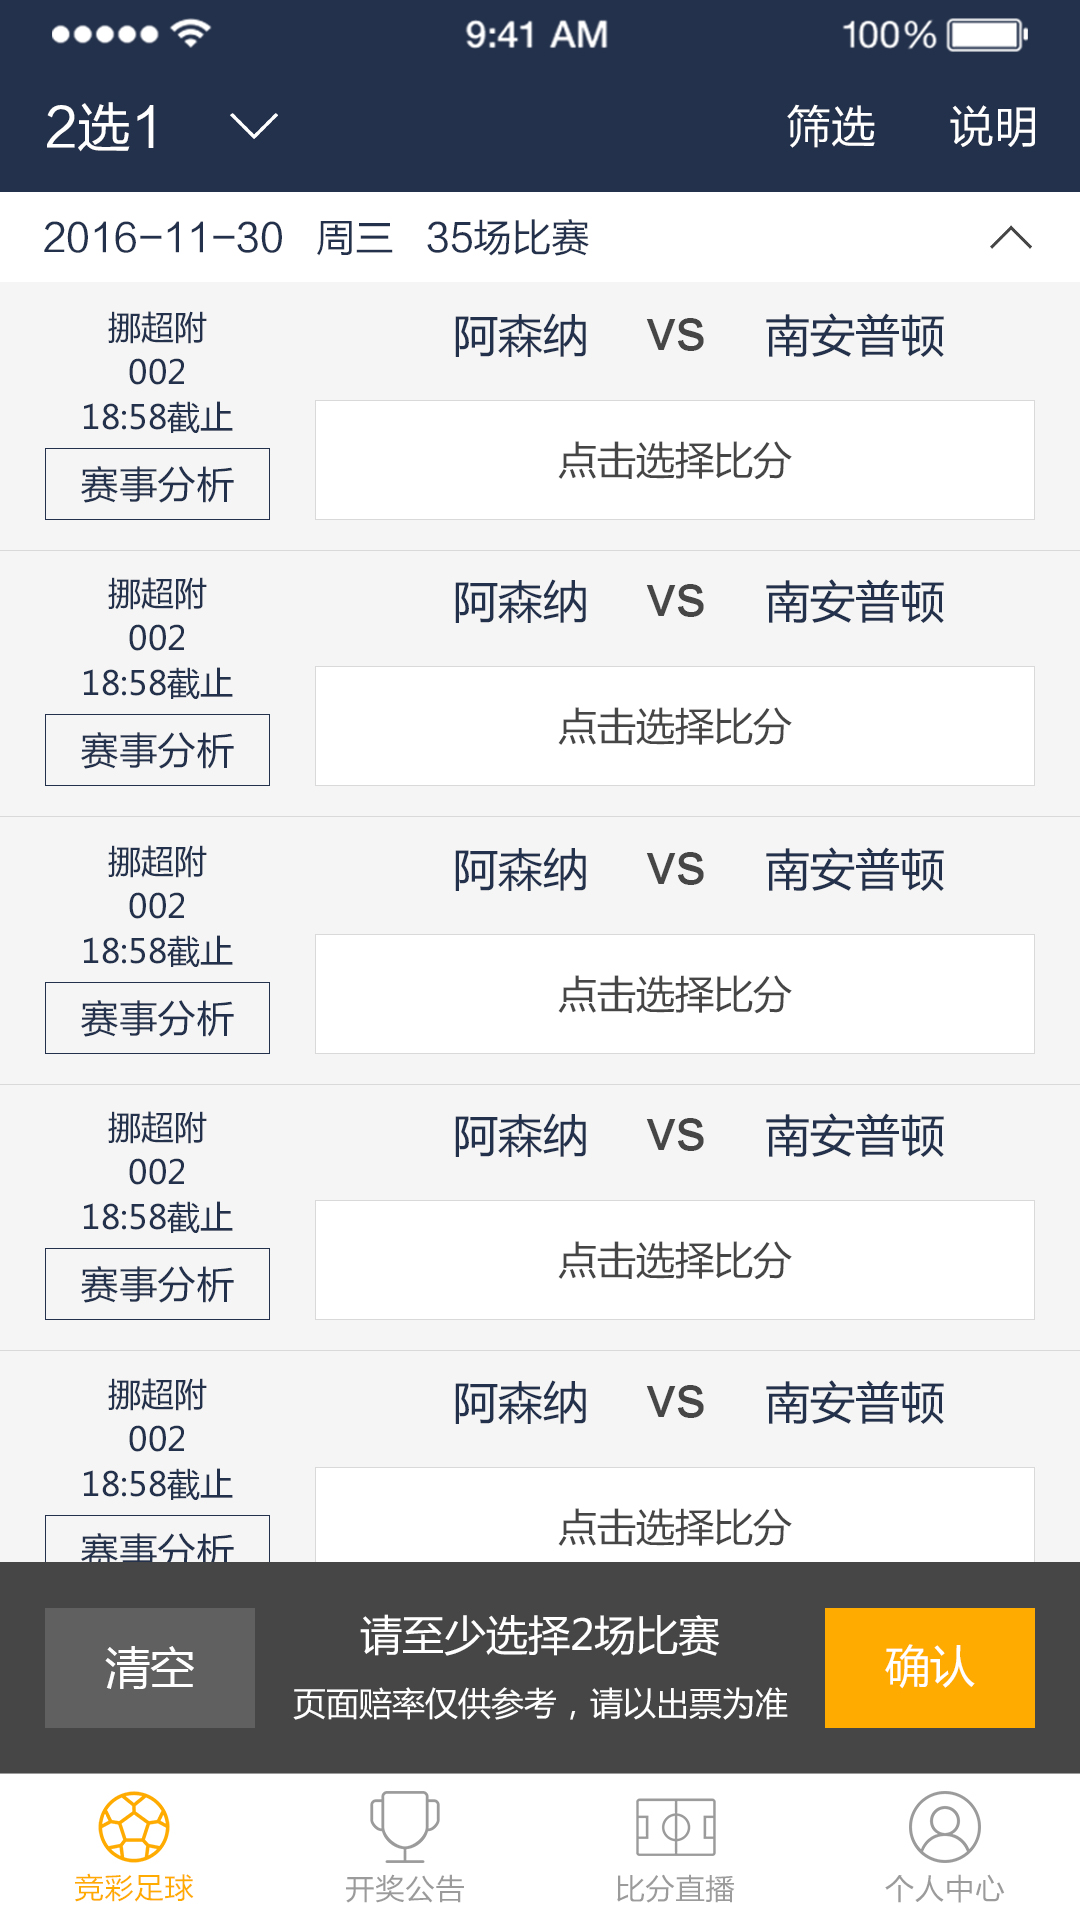 9:41 AM 100%
2选1 筛选 说明
2016-11-30 周三 35场比赛
挪超附
002
18:58截止
赛事分析
阿森纳 VS 南安普顿
点击选择比分
挪超附
002
18:58截止
赛事分析
阿森纳 VS 南安普顿
点击选择比分
挪超附
002
18:58截止
赛事分析
阿森纳 VS 南安普顿
点击选择比分
挪超附
002
18:58截止
赛事分析
阿森纳 VS 南安普顿
点击选择比分
挪超附
002
18:58截止
赛事分析
阿森纳 VS 南安普顿
点击选择比分
清空
请至少选择2场比赛
页面赔率仅供参考，请以出票为准
确认
竞彩足球 开奖公告 比分直播 个人中心